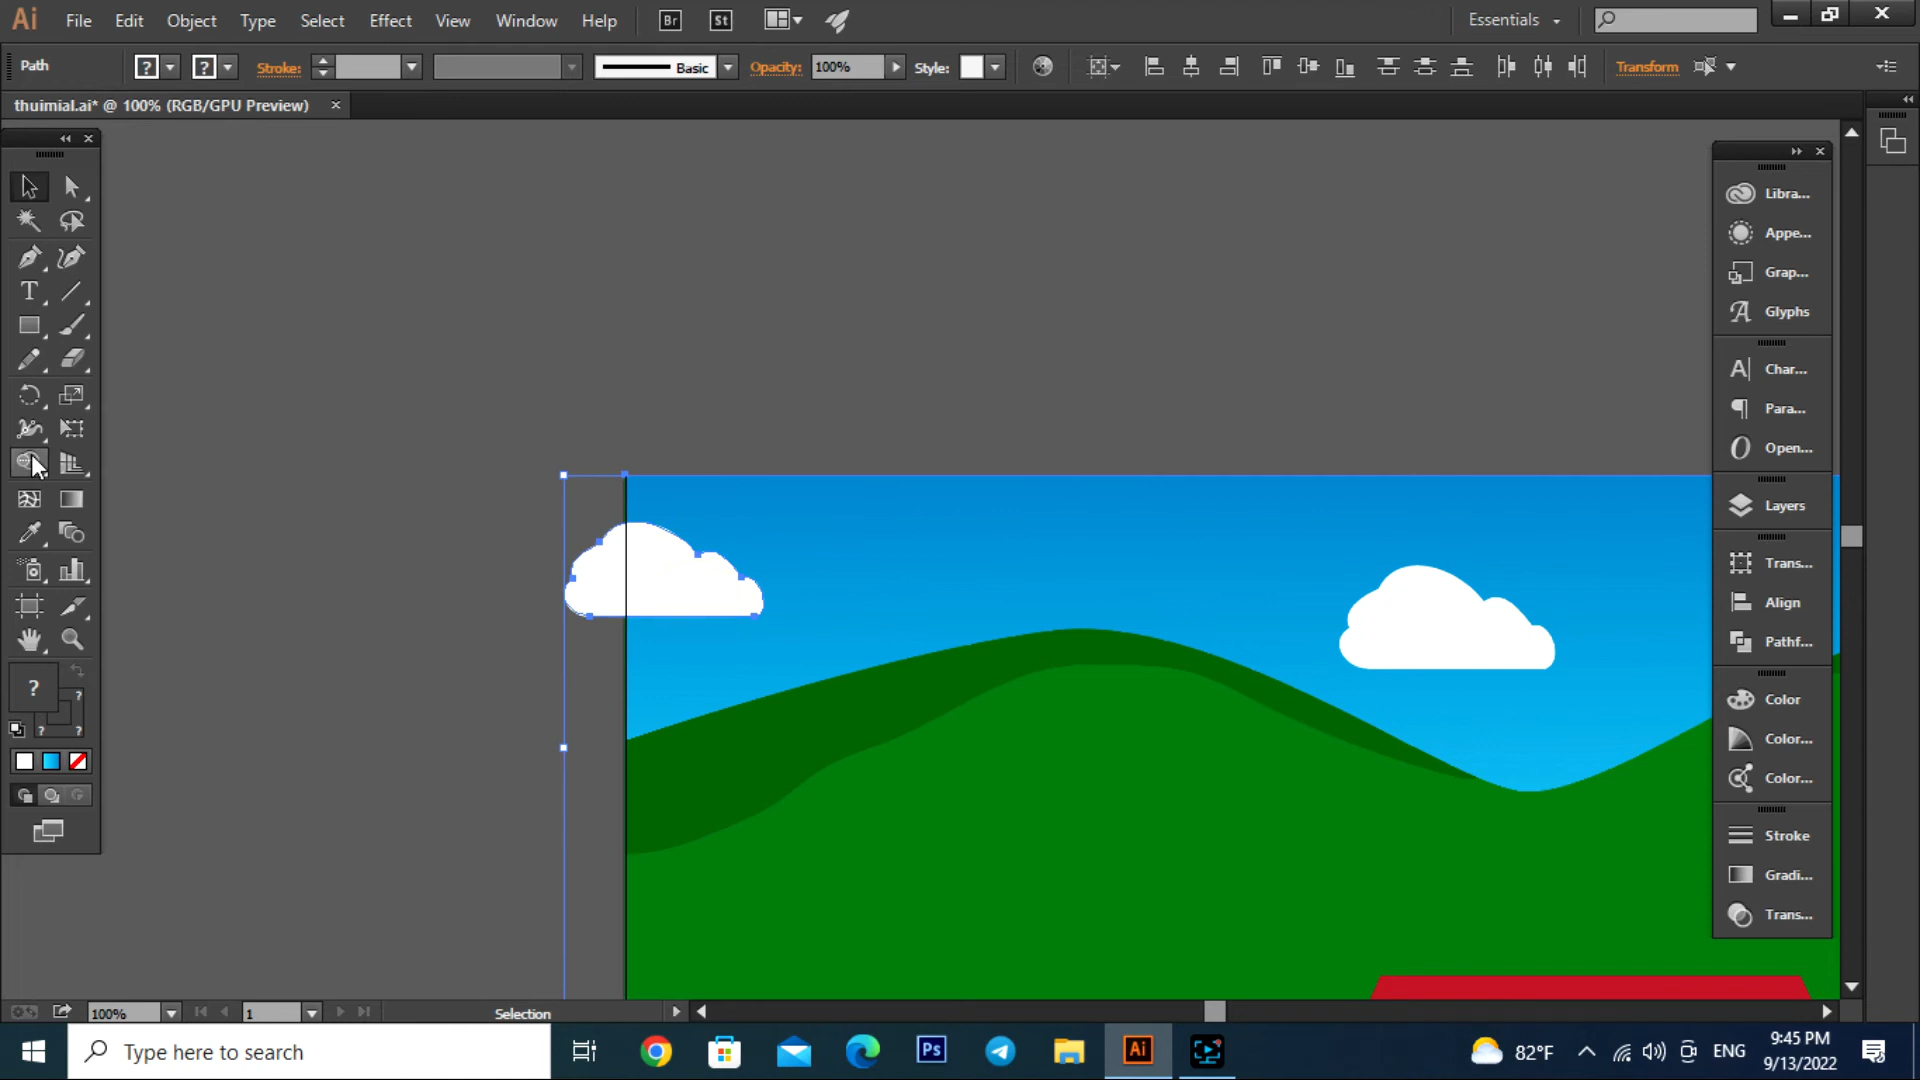 Ai File Edit Object Type Select Effect View Window Help Br St Essentials
Path ? ? Stroke: Basic Opacity: 100% Style: Transform
thuimial.ai* @ 100% (RGB/GPU Preview) ×
T
?
?
? ?
Libra...
Appe...
Grap...
A Glyphs
A Char...
Para...
O Open...
Layers
Trans...
Align
Pathf...
Color
Color...
Color...
Stroke
Gradi...
Trans...
100% 1 Selection
Type here to search Ps Ai 82°F ENG 9:45 PM
9/13/2022